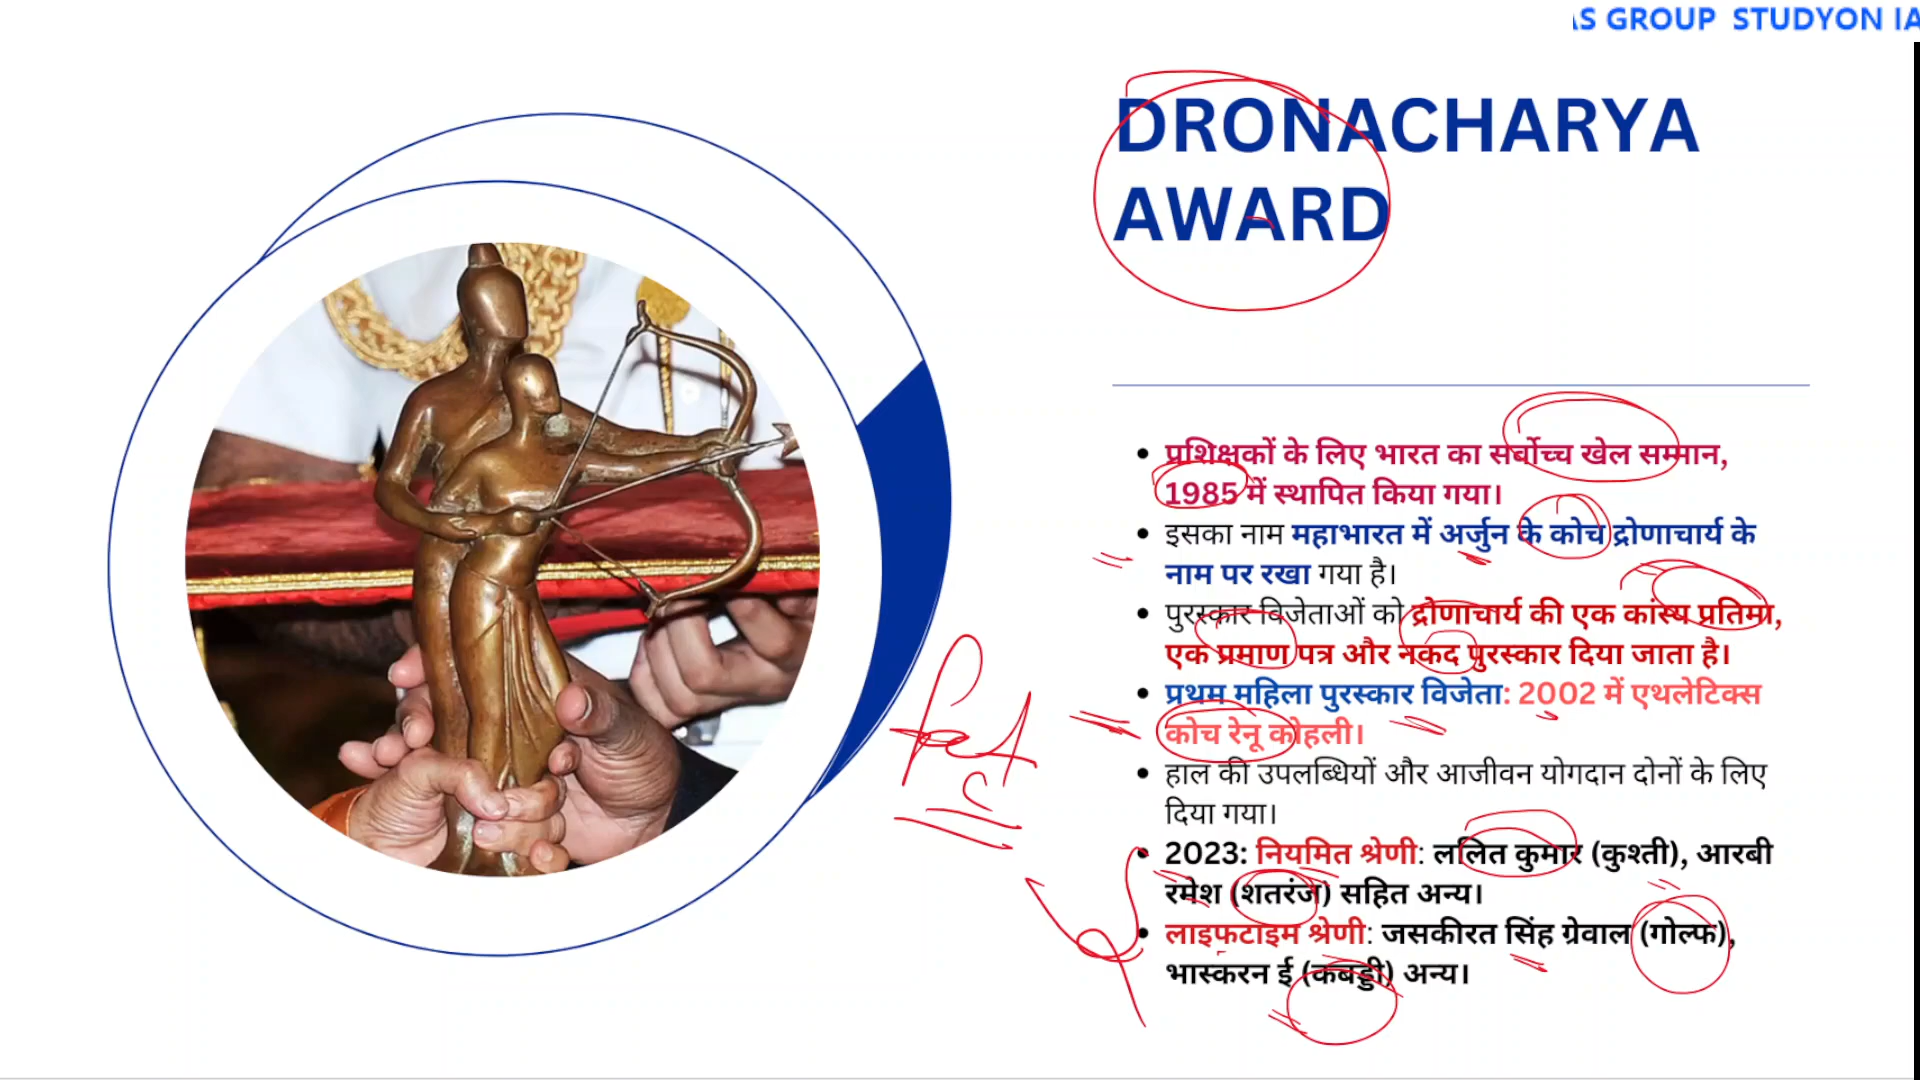 AS GROUP STUDYON IA
DRONACHARYA
AWARD
• प्रशिक्षकों के लिए भारत का सर्वोच्च खेल सम्मान,
1985 में स्थापित किया गया।
• इसका नाम महाभारत में अर्जुन के कोच द्रोणाचार्य के
नाम पर रखा गया है।
• पुरस्कार विजेताओं को द्रोणाचार्य की एक कांस्य प्रतिमा,
एक प्रमाण पत्र और नकद पुरस्कार दिया जाता है।
• प्रथम महिला पुरस्कार विजेता: 2002 में एथलेटिक्स
कोच रेनू कोहली।
• हाल की उपलब्धियों और आजीवन योगदान दोनों के लिए
दिया गया।
• 2023: नियमित श्रेणी: ललित कुमार (कुश्ती), आरबी
रमेश (शतरंज) सहित अन्य।
• लाइफटाइम श्रेणी: जसकीरत सिंह ग्रेवाल (गोल्फ),
भास्करन ई (कबड्डी) अन्य।